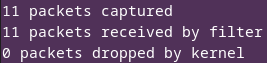 11 packets captured
11 packets received by filter
0 packets dropped by kernel